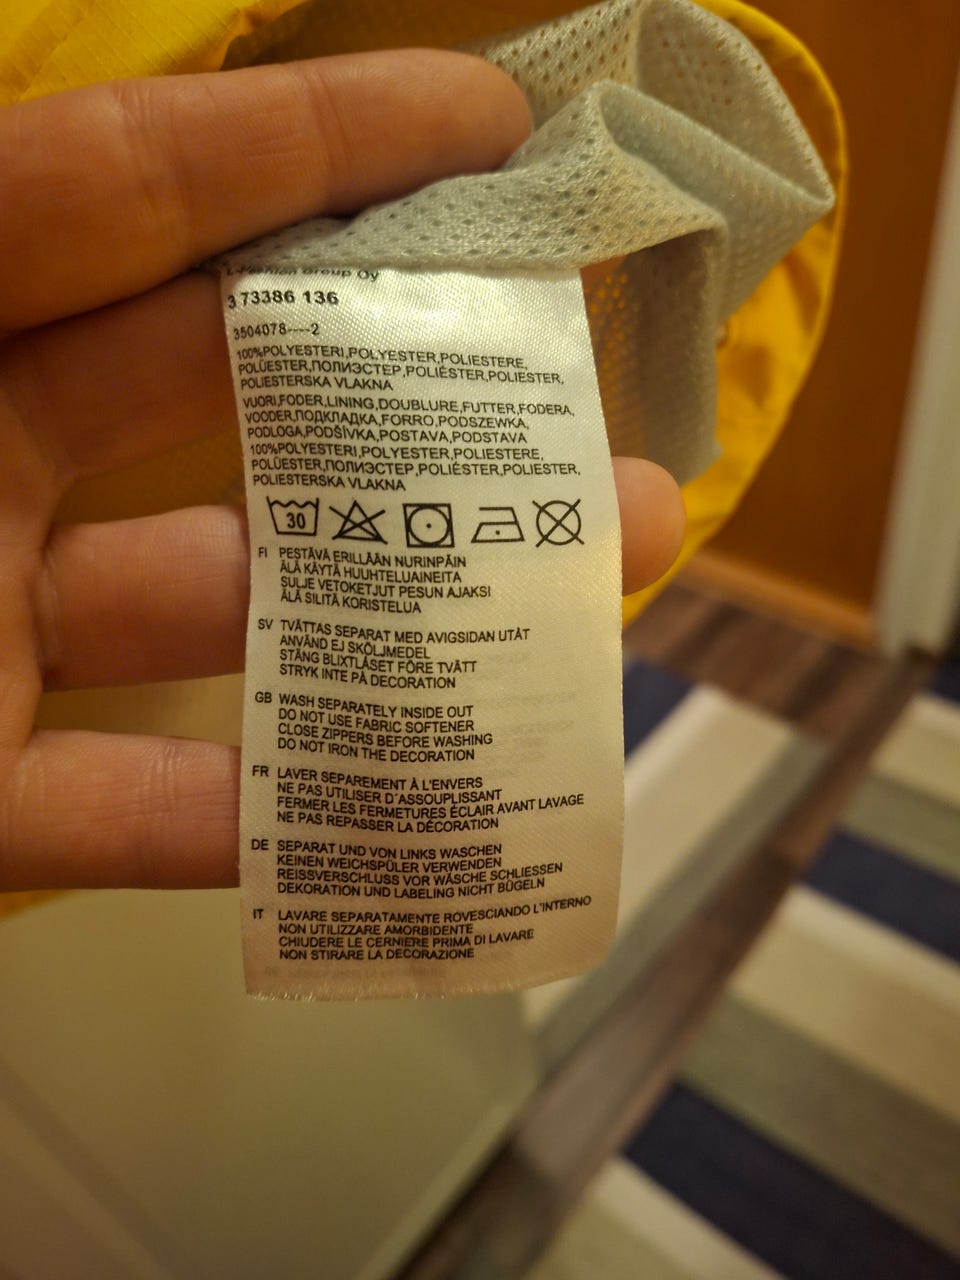 L-Fashion Group Oy
3 73386 136
3504078----2
100%POLYESTERI,POLYESTER,POLIESTERE,
POLÜESTER,ПОЛИЭСТЕР,POLIÉSTER,POLIESTER,
POLIESTERSKA VLAKNA
VUORI,FODER,LINING,DOUBLURE,FUTTER,FODERA,
VOODER,ПОДКЛАДКА,FORRO,PODSZEWKA,
PODLOGA,PODŠIVKA,POSTAVA,PODSTAVA
100%POLYESTERI,POLYESTER,POLIESTERE,
POLÜESTER,ПОЛИЭСТЕР,POLIÉSTER,POLIESTER,
POLIESTERSKA VLAKNA
30
FI PESTÄVÄ ERILLÄÄN NURINPÄIN
ÄLÄ KÄYTÄ HUUHTELUAINEITA
SULJE VETOKETJUT PESUN AJAKSI
ÄLÄ SILITÄ KORISTELUA
SV TVÄTTAS SEPARAT MED AVIGSIDAN UTÅT
ANVÄND EJ SKÖLJMEDEL
STÄNG BLIXTLÅSET FÖRE TVÄTT
STRYK INTE PÅ DECORATION
GB WASH SEPARATELY INSIDE OUT
DO NOT USE FABRIC SOFTENER
CLOSE ZIPPERS BEFORE WASHING
DO NOT IRON THE DECORATION
FR LAVER SEPAREMENT À L'ENVERS
NE PAS UTILISER D´ASSOUPLISSANT
FERMER LES FERMETURES ÉCLAIR AVANT LAVAGE
NE PAS REPASSER LA DÉCORATION
DE SEPARAT UND VON LINKS WASCHEN
KEINEN WEICHSPÜLER VERWENDEN
REISSVERSCHLUSS VOR WÄSCHE SCHLIESSEN
DEKORATION UND LABELING NICHT BÜGELN
IT LAVARE SEPARATAMENTE ROVESCIANDO L'INTERNO
NON UTILIZZARE AMORBIDENTE
CHIUDERE LE CERNIERE PRIMA DI LAVARE
NON STIRARE LA DECORAZIONE